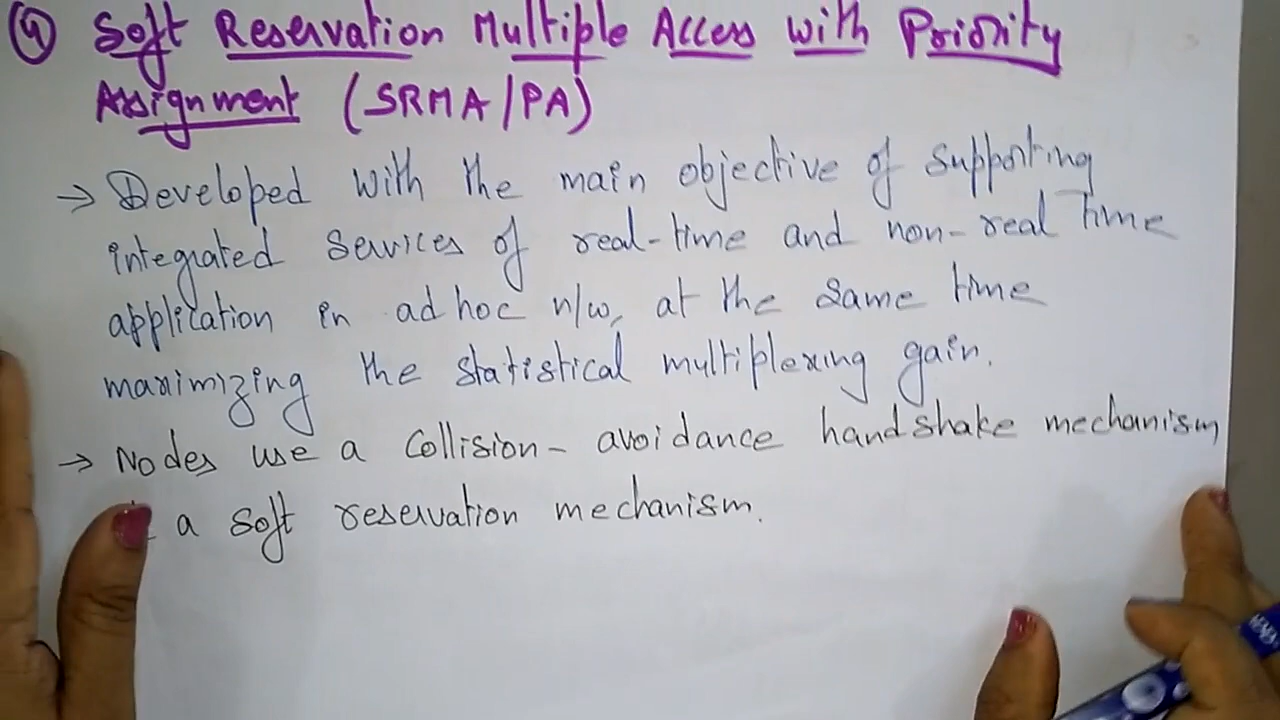 ④ Soft Reservation Multiple Access with Priority
Assignment (SRMA/PA)
→ Developed with the main objective of supporting
integrated services of real-time and non-real time
application in ad hoc n/w, at the same time
maximizing the statistical multiplexing gain.
→ Nodes use a collision-avoidance handshake mechanism
a soft reservation mechanism.